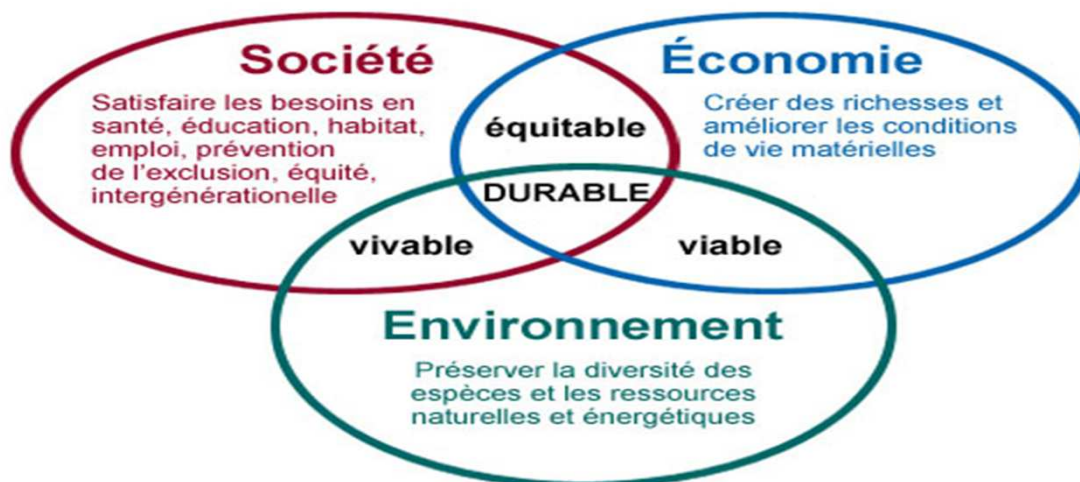 Société
Satisfaire les besoins en
santé, éducation, habitat,
emploi, prévention
de l'exclusion, équité,
intergénérationelle
Économie
Créer des richesses et
améliorer les conditions
de vie matérielles
équitable
DURABLE
vivable
viable
Environnement
Préserver la diversité des
espèces et les ressources
naturelles et énergétiques